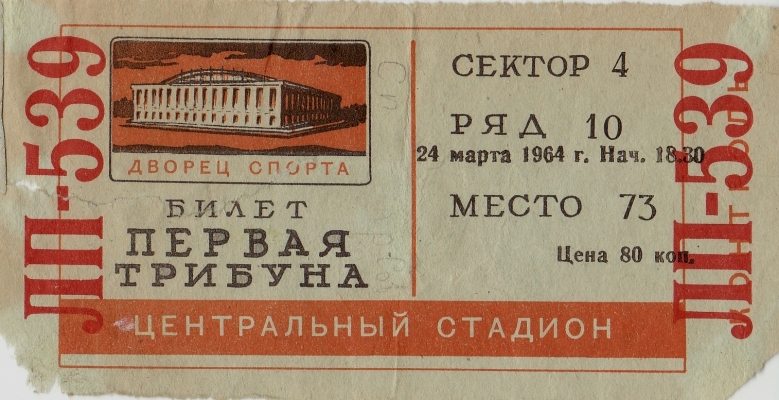 ЛП-539
ДВОРЕЦ СПОРТА
БИЛЕТ
ПЕРВАЯ
ТРИБУНА
СЕКТОР 4
РЯД 10
24 марта 1964 г. Нач. 18.30
МЕСТО 73
Цена 80 коп.
ЛП-539
ЦЕНТРАЛЬНЫЙ СТАДИОН